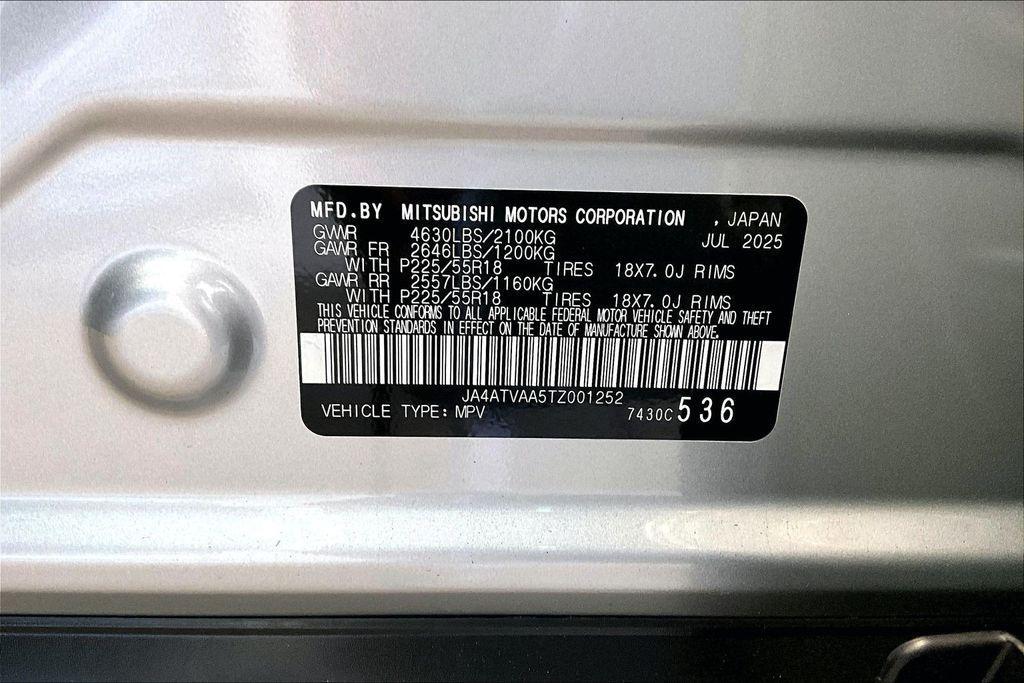 MFD.BY MITSUBISHI MOTORS CORPORATION , JAPAN
JUL 2025
GVWR 4630LBS/2100KG
GAWR FR 2646LBS/1200KG
WITH P225/55R18 TIRES 18X7.0J RIMS
GAWR RR 2557LBS/1160KG
WITH P225/55R18 TIRES 18X7.0J RIMS
THIS VEHICLE CONFORMS TO ALL APPLICABLE FEDERAL MOTOR VEHICLE SAFETY AND THEFT
PREVENTION STANDARDS IN EFFECT ON THE DATE OF MANUFACTURE SHOWN ABOVE.
JA4ATVAA5TZ001252
VEHICLE TYPE: MPV 7430C 536